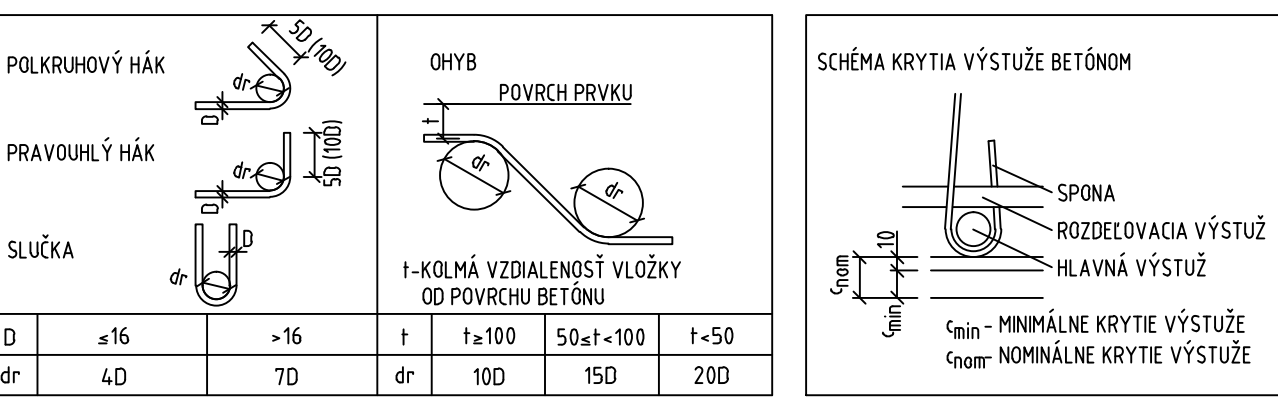 POLKRUHOVÝ HÁK
5D (10D)
dr
D
PRAVOUHLÝ HÁK
5D (10D)
dr
D
SLUČKA
D
dr
D ≤16 >16
dr 4D 7D
OHYB
POVRCH PRVKU
t
dr
dr
t-KOLMÁ VZDIALENOSŤ VLOŽKY
OD POVRCHU BETÓNU
t t≥100 50≤t<100 t<50
dr 10D 15D 20D
SCHÉMA KRYTIA VÝSTUŽE BETÓNOM
SPONA
ROZDEĽOVACIA VÝSTUŽ
HLAVNÁ VÝSTUŽ
10
cnom
cmin
cmin - MINIMÁLNE KRYTIE VÝSTUŽE
cnom- NOMINÁLNE KRYTIE VÝSTUŽE